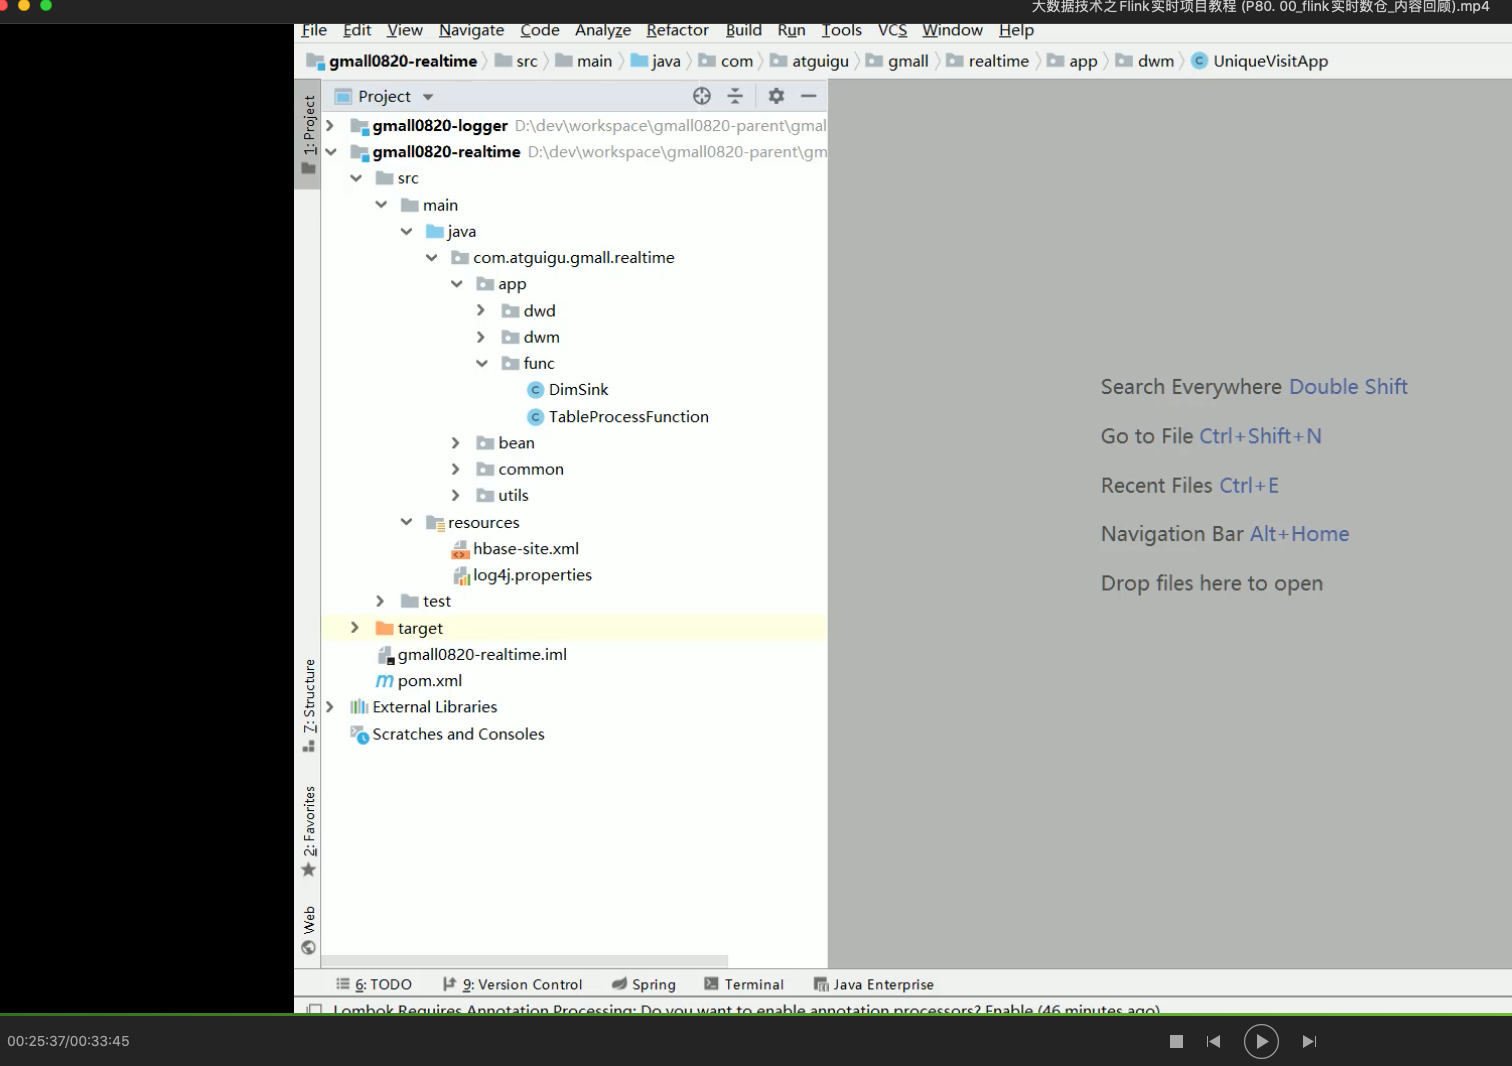 大数据技术之Flink实时项目教程 (P80. 00_flink实时数仓_内容回顾).mp4
File Edit View Navigate Code Analyze Refactor Build Run Tools VCS Window Help
gmall0820-realtime src main java com atguigu gmall realtime app dwm UniqueVisitApp
1: Project
Project
gmall0820-logger D:\dev\workspace\gmall0820-parent\gmal
gmall0820-realtime D:\dev\workspace\gmall0820-parent\gm
src
main
java
com.atguigu.gmall.realtime
app
dwd
dwm
func
DimSink
TableProcessFunction
bean
common
utils
resources
hbase-site.xml
log4j.properties
test
target
gmall0820-realtime.iml
pom.xml
External Libraries
Scratches and Consoles
Search Everywhere Double Shift
Go to File Ctrl+Shift+N
Recent Files Ctrl+E
Navigation Bar Alt+Home
Drop files here to open
7: Structure
2: Favorites
Web
6: TODO 9: Version Control Spring Terminal Java Enterprise
Lombok Requires Annotation Processing: Do you want to enable annotation processors? Enable (46 minutes ago)
00:25:37/00:33:45